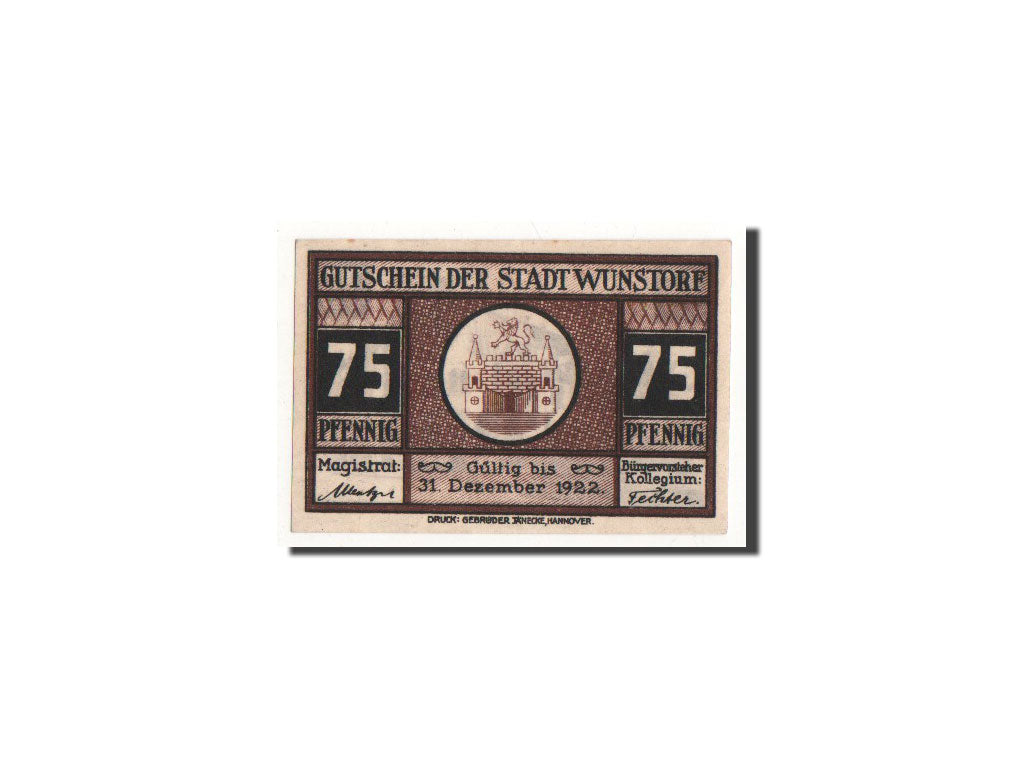 GUTSCHEIN DER STADT WUNSTORF
75
75
PFENNIG
PFENNIG
Magistrat:
Gültig bis
31. Dezember 1922.
Bürgervorsteher
Kollegium:
Techter.
DRUCK: GEBRÜDER JÄNECKE, HANNOVER.